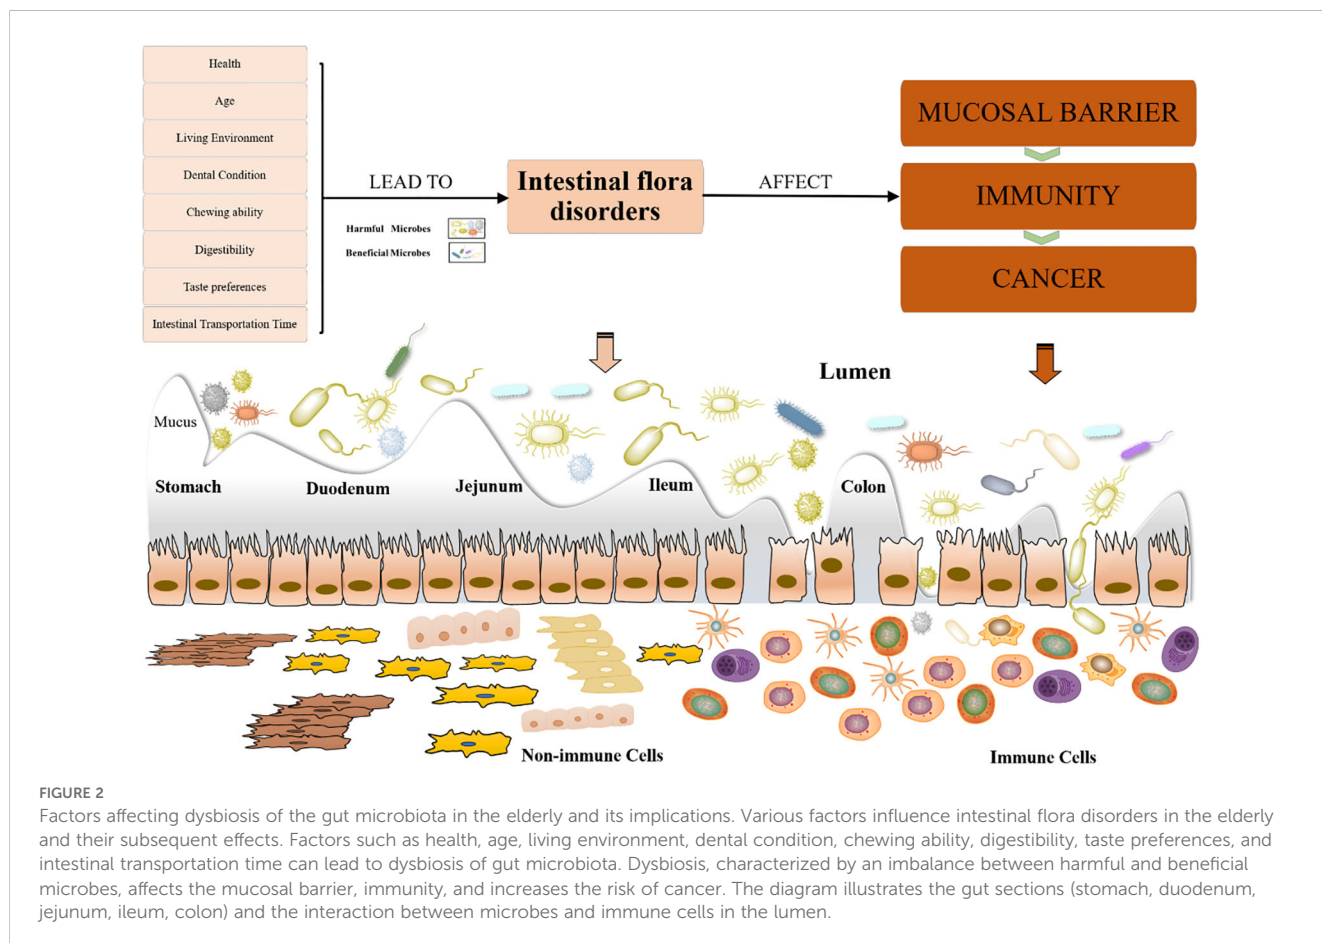 Health
Age
Living Environment
Dental Condition
Chewing ability
Digestibility
Taste preferences
Intestinal Transportation Time
LEAD TO
Harmful Microbes
Beneficial Microbes
Intestinal flora
disorders
AFFECT
MUCOSAL BARRIER
IMMUNITY
CANCER
Lumen
Mucus
Stomach
Duodenum
Jejunum
Ileum
Colon
Non-immune Cells
Immune Cells
FIGURE 2
Factors affecting dysbiosis of the gut microbiota in the elderly and its implications. Various factors influence intestinal flora disorders in the elderly
and their subsequent effects. Factors such as health, age, living environment, dental condition, chewing ability, digestibility, taste preferences, and
intestinal transportation time can lead to dysbiosis of gut microbiota. Dysbiosis, characterized by an imbalance between harmful and beneficial
microbes, affects the mucosal barrier, immunity, and increases the risk of cancer. The diagram illustrates the gut sections (stomach, duodenum,
jejunum, ileum, colon) and the interaction between microbes and immune cells in the lumen.